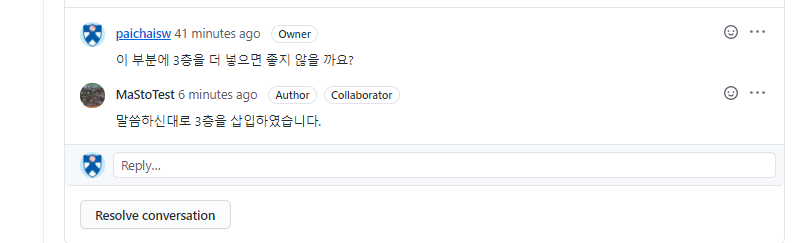 paichaisw 41 minutes ago Owner
이 부분에 3층을 더 넣으면 좋지 않을 까요?
MaStoTest 6 minutes ago Author Collaborator
말씀하신대로 3층을 삽입하였습니다.
Reply...
Resolve conversation